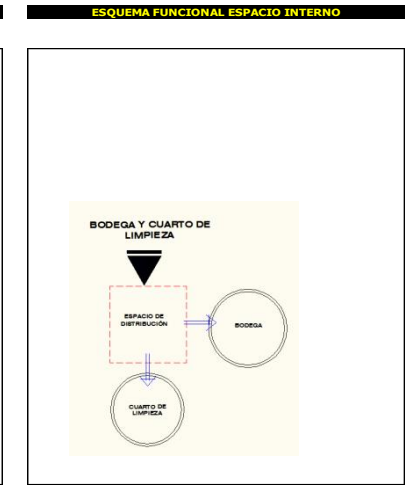 ESQUEMA FUNCIONAL ESPACIO INTERNO
BODEGA Y CUARTO DE
LIMPIEZA
ESPACIO DE
DISTRIBUCIÓN
BODEGA
CUARTO DE
LIMPIEZA